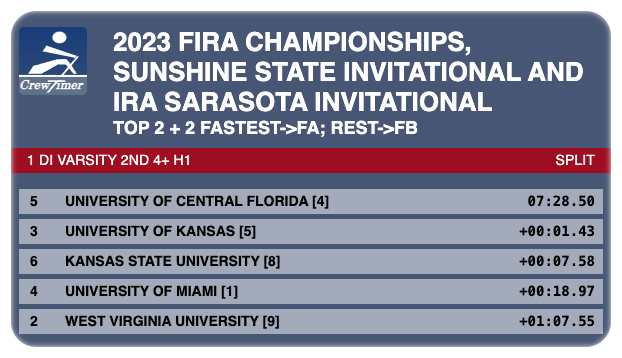 CrewTimer
2023 FIRA CHAMPIONSHIPS,
SUNSHINE STATE INVITATIONAL AND
IRA SARASOTA INVITATIONAL
TOP 2 + 2 FASTEST->FA; REST->FB
1 DI VARSITY 2ND 4+ H1 SPLIT
5 UNIVERSITY OF CENTRAL FLORIDA [4] 07:28.50
3 UNIVERSITY OF KANSAS [5] +00:01.43
6 KANSAS STATE UNIVERSITY [8] +00:07.58
4 UNIVERSITY OF MIAMI [1] +00:18.97
2 WEST VIRGINIA UNIVERSITY [9] +01:07.55